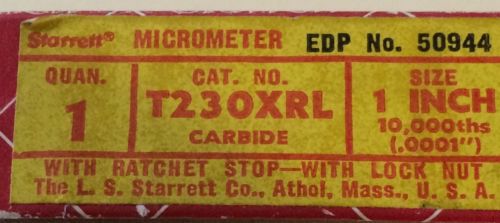 Starrett® MICROMETER EDP No. 50944
QUAN.
1
CAT. NO.
T230XRL
CARBIDE
SIZE
1 INCH
10,000ths
(.0001")
WITH RATCHET STOP—WITH LOCK NUT
The L. S. Starrett Co., Athol, Mass., U. S. A.